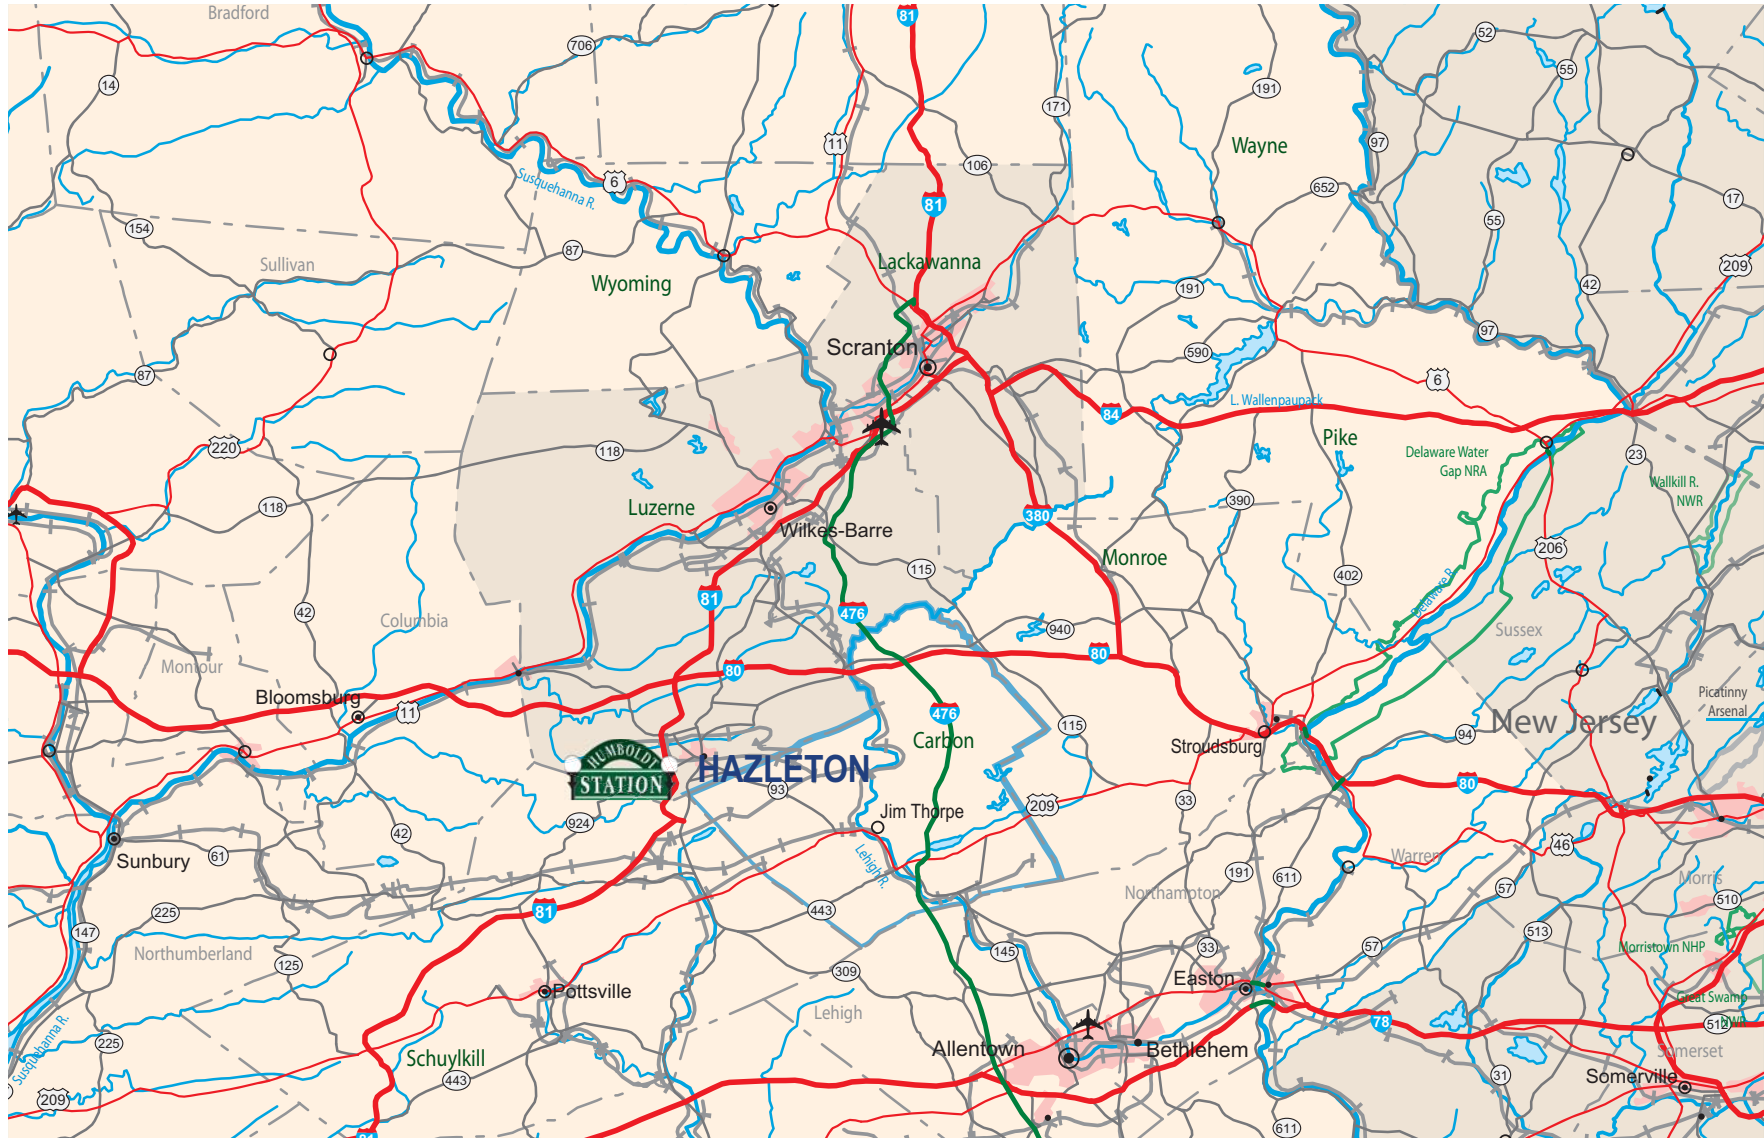 Bradford
81
52
706
55
14
191
171
11
97
Wayne
106
6
652
Susquehanna R.
81
17
154
55
87
209
Sullivan
Lackawanna
Wyoming
191
42
97
Scranton
590
87
6
L. Wallenpaupack
84
Pike
220
118
Delaware Water
Gap NRA
23
Wallkill R.
NWR
118
Luzerne
390
380
Wilkes-Barre
206
Monroe
115
402
Delaware R.
81
42
476
Columbia
940
Sussex
80
Montour
80
Bloomsburg
11
476
Picatinny
Arsenal
New Jersey
Carbon
115
94
Stroudsburg
HUMBOLDT
STATION
HAZLETON
93
80
33
209
Jim Thorpe
924
42
Sunbury
61
46
Lehigh R.
Warren
191
611
Northampton
57
Morris
510
225
81
443
147
513
Northumberland
33
57
Morristown NHP
145
125
309
Easton
Pottsville
Great Swamp
NWR
Lehigh
78
512
Susquehanna R.
225
Allentown
Bethlehem
Somerset
Schuylkill
443
31
Somerville
209
611
81